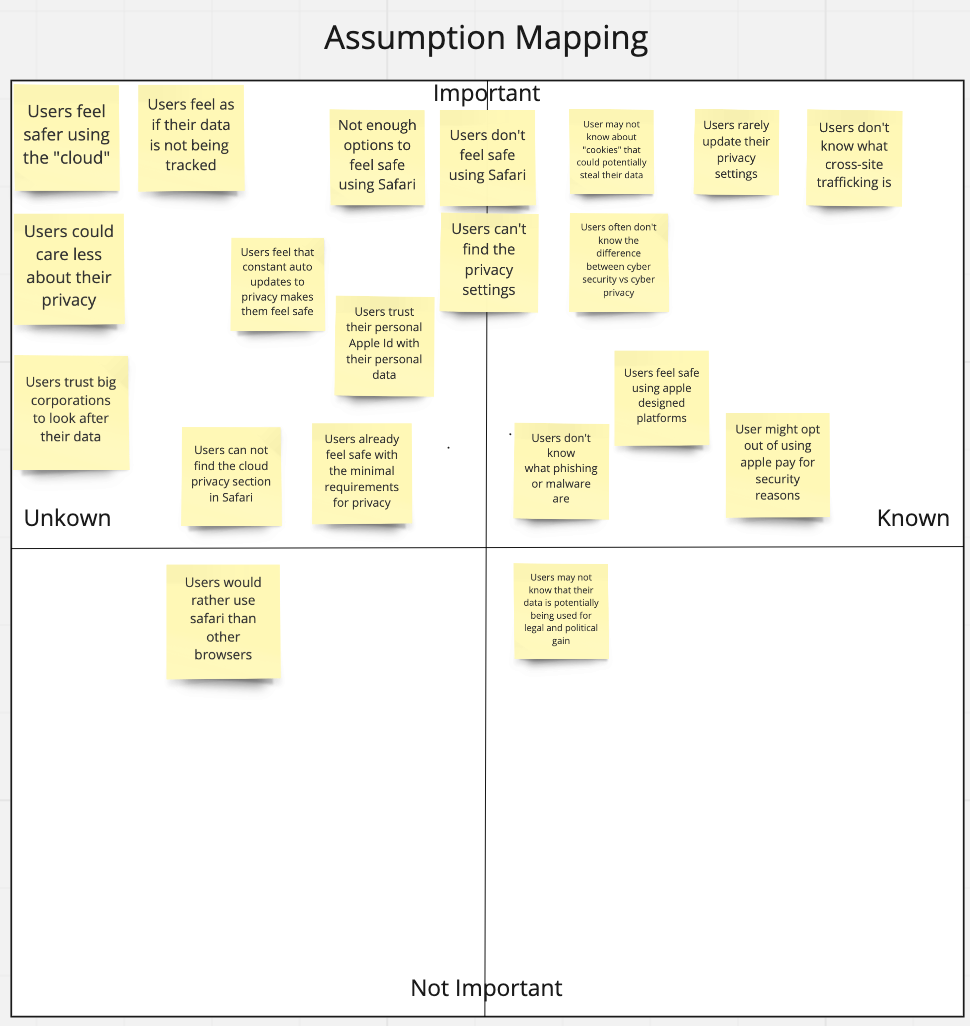 Assumption Mapping
Important
Users feel
safer using
the "cloud"
Users feel as
if their data
is not being
tracked
Not enough
options to
feel safe
using Safari
Users don't
feel safe
using Safari
User may not
know about
"cookies" that
could potentially
steal their data
Users rarely
update their
privacy
settings
Users don't
know what
cross-site
trafficking is
Users could
care less
about their
privacy
Users feel that
constant auto
updates to
privacy makes
them feel safe
Users can't
find the
privacy
settings
Users often don't
know the
difference
between cyber
security vs cyber
privacy
Users trust
their personal
Apple Id with
their personal
data
Users trust big
corporations
to look after
their data
Users feel safe
using apple
designed
platforms
User might opt
out of using
apple pay for
security
reasons
Users can not
find the cloud
privacy section
in Safari
Users already
feel safe with
the minimal
requirements
for privacy
Users don't
know
what phishing
or malware
are
Unkown
Known
Users would
rather use
safari than
other
browsers
Users may not
know that their
data is potentially
being used for
legal and political
gain
Not Important